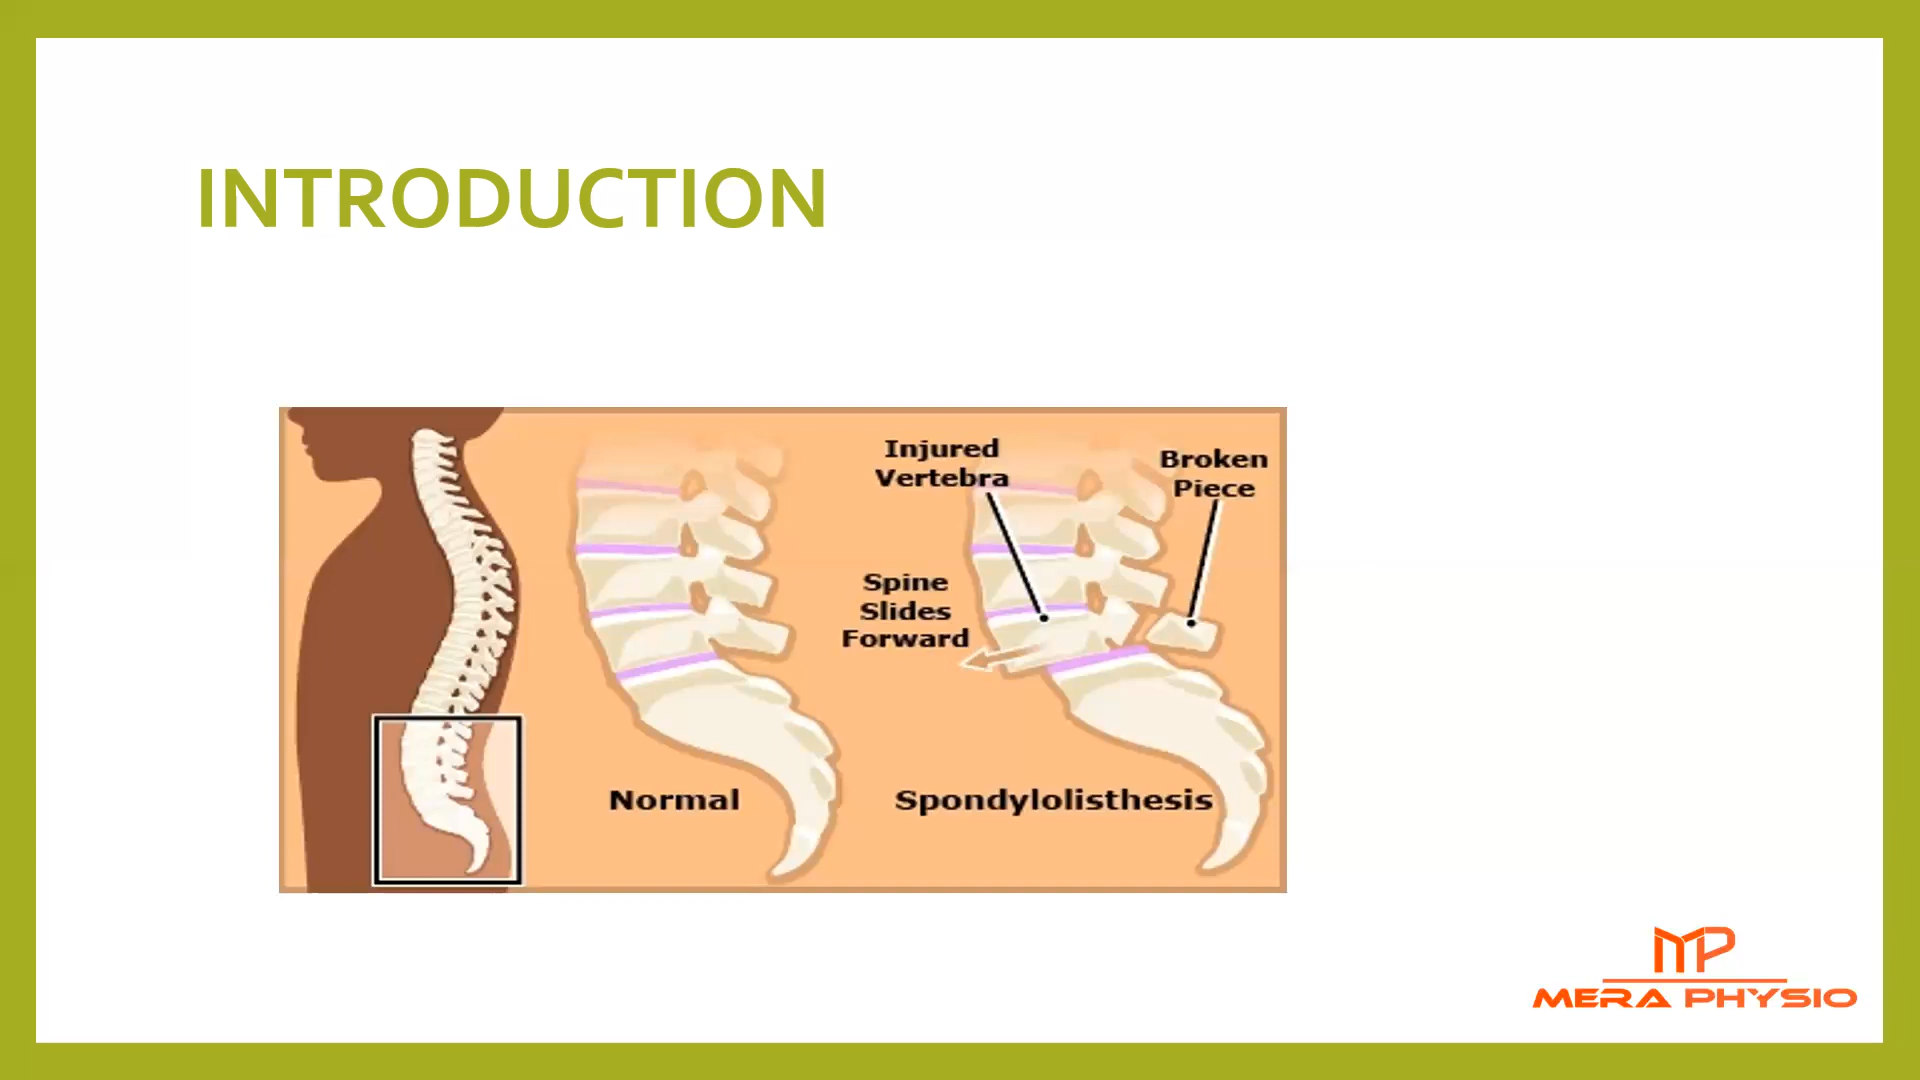 INTRODUCTION
Injured
Vertebra
Broken
Piece
Spine
Slides
Forward
Normal
Spondylolisthesis
MP
MERA PHYSIO